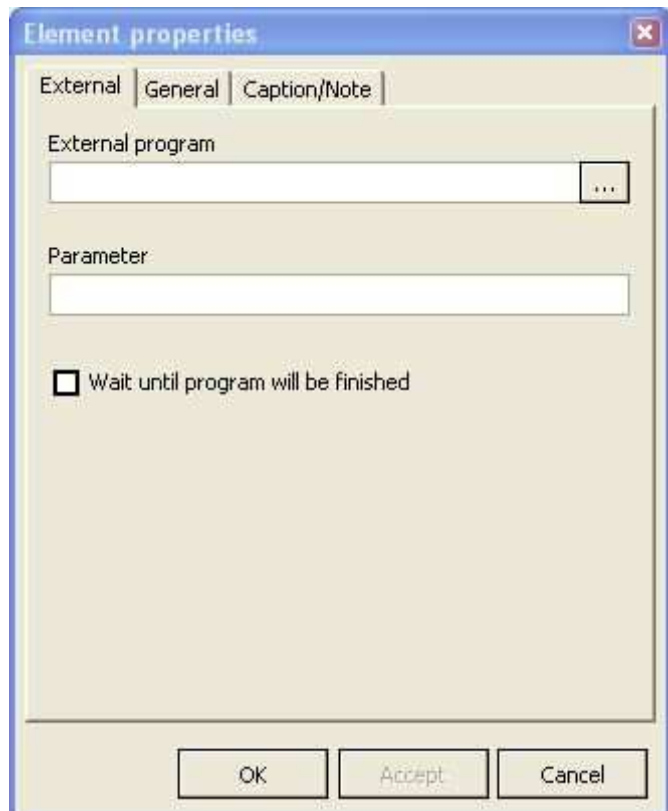 Element properties
External General Caption/Note
External program
...
Parameter
Wait until program will be finished
OK Accept Cancel